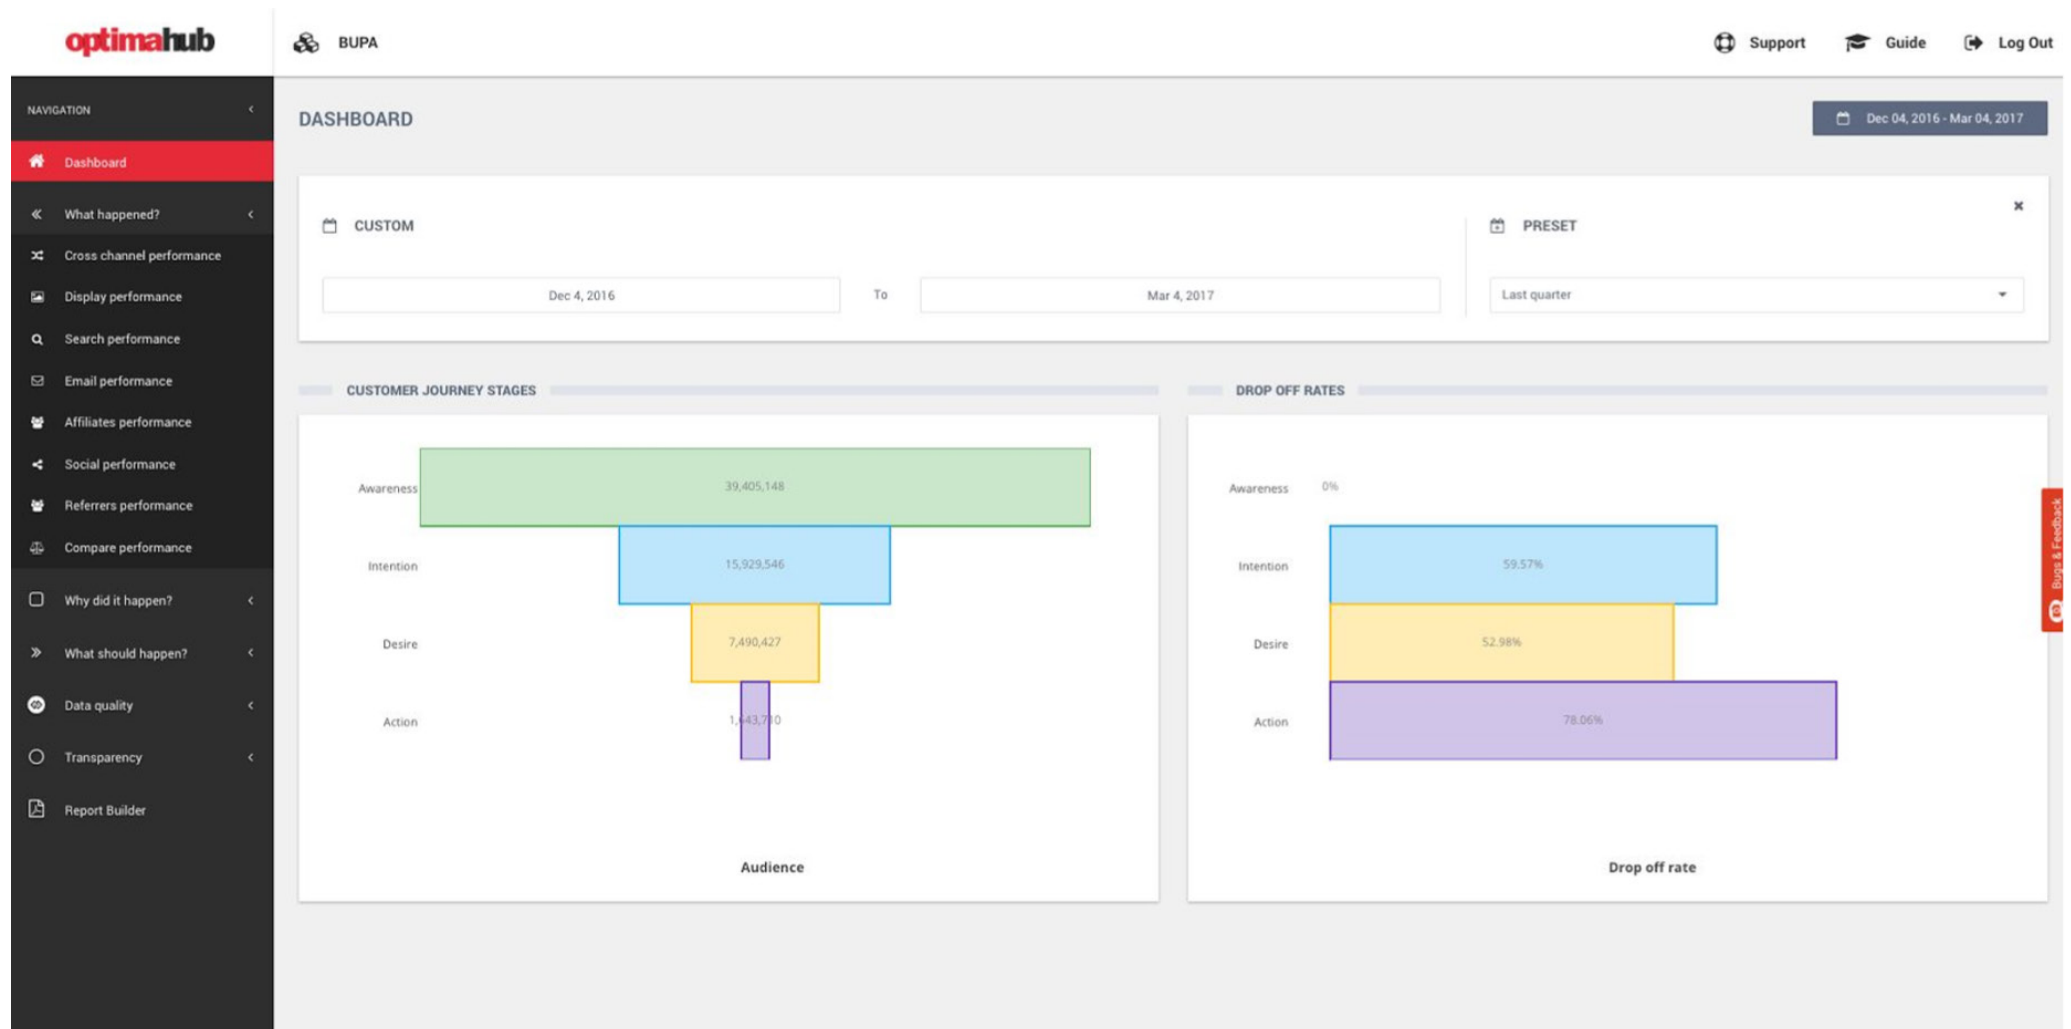 optimahub
BUPA
Support
Guide
Log Out
NAVIGATION
DASHBOARD
Dec 04, 2016 - Mar 04, 2017
Dashboard
What happened?
Cross channel performance
Display performance
Search performance
Email performance
Affiliates performance
Social performance
Referrers performance
Compare performance
Why did it happen?
What should happen?
Data quality
Transparency
Report Builder
CUSTOM
Dec 4, 2016
To
Mar 4, 2017
PRESET
Last quarter
CUSTOMER JOURNEY STAGES
Awareness
39,405,148
Intention
15,929,546
Desire
7,490,427
Action
1,643,710
Audience
DROP OFF RATES
Awareness
0%
Intention
59.57%
Desire
52.98%
Action
78.06%
Drop off rate
Bugs & Feedback